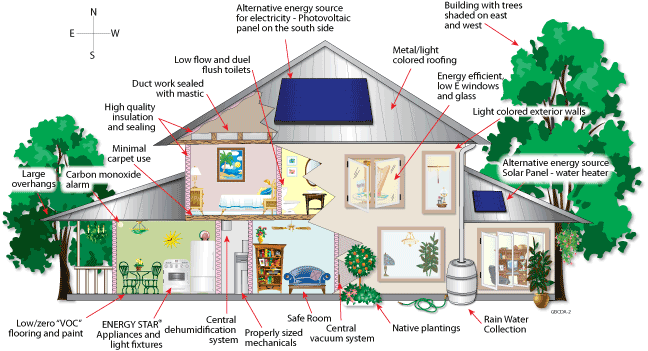 N
E
W
S
Alternative energy source
for electricity - Photovoltaic
panel on the south side
Building with trees
shaded on east
and west
Low flow and duel
flush toilets
Metal/light
colored roofing
Duct work sealed
with mastic
Energy efficient,
low E windows
and glass
High quality
insulation
and sealing
Light colored exterior walls
Minimal
carpet use
Alternative energy source
Solar Panel - water heater
Large
overhangs
Carbon monoxide
alarm
GBCDX-2
Low/zero "VOC"
flooring and paint
ENERGY STAR®
Appliances and
light fixtures
Central
dehumidification
system
Properly sized
mechanicals
Safe Room
Central
vacuum system
Native plantings
Rain Water
Collection